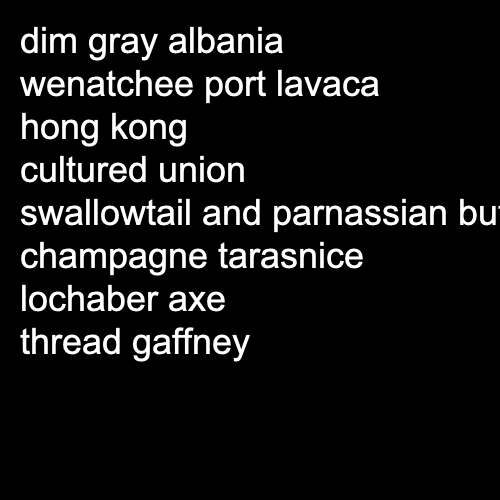 dim gray albania
wenatchee port lavaca
hong kong
cultured union
swallowtail and parnassian
champagne tarasnice
lochaber axe
thread gaffney